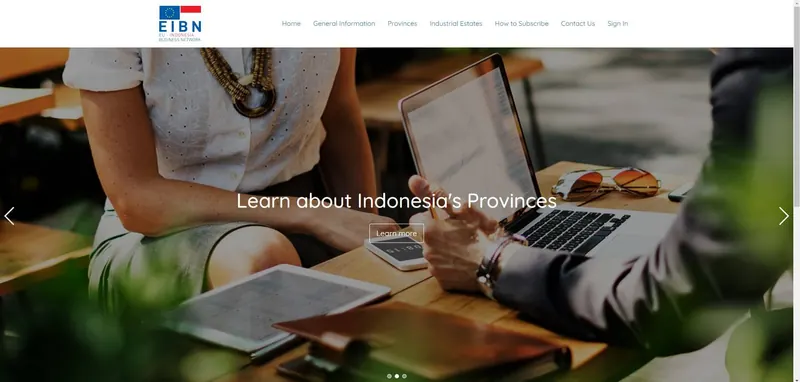 EIBN
EU - INDONESIA
BUSINESS NETWORK
Home
General Information
Provinces
Industrial Estates
How to Subscribe
Contact Us
Sign In
Learn about Indonesia's Provinces
Learn more
EIBN